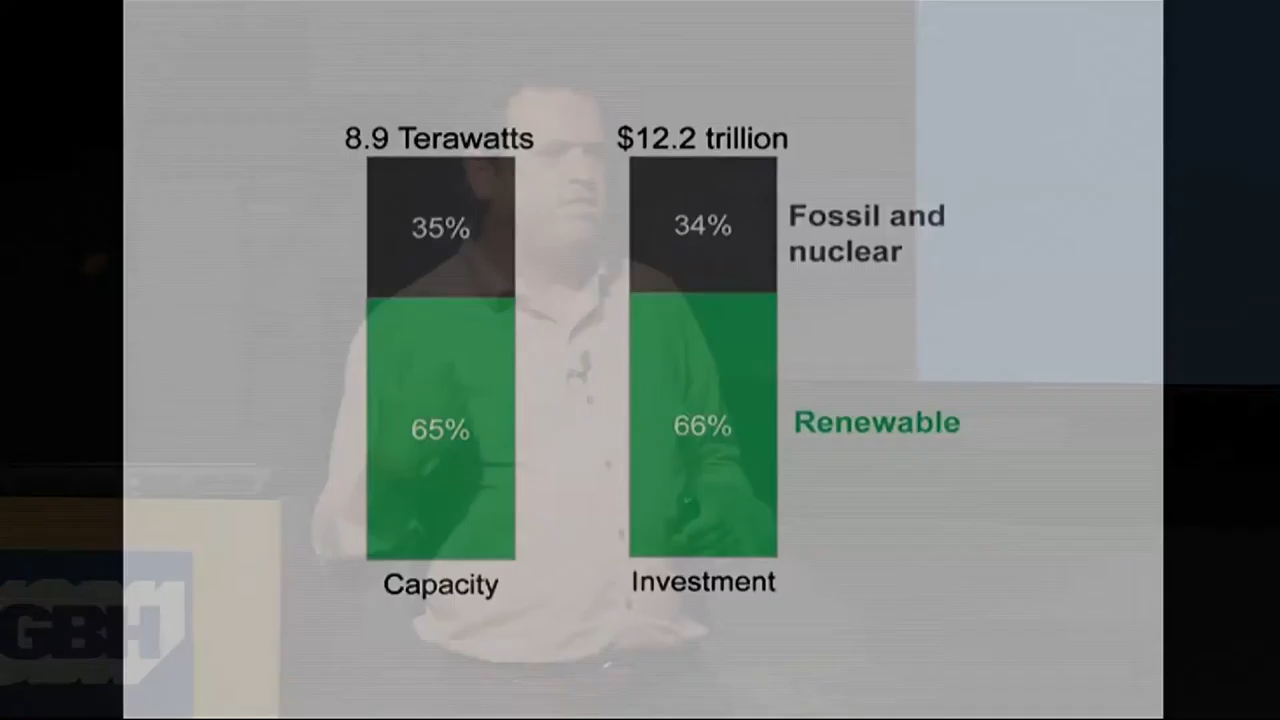 8.9 Terawatts
$12.2 trillion
35%
34%
Fossil and
nuclear
65%
66%
Renewable
Capacity
Investment
GBH